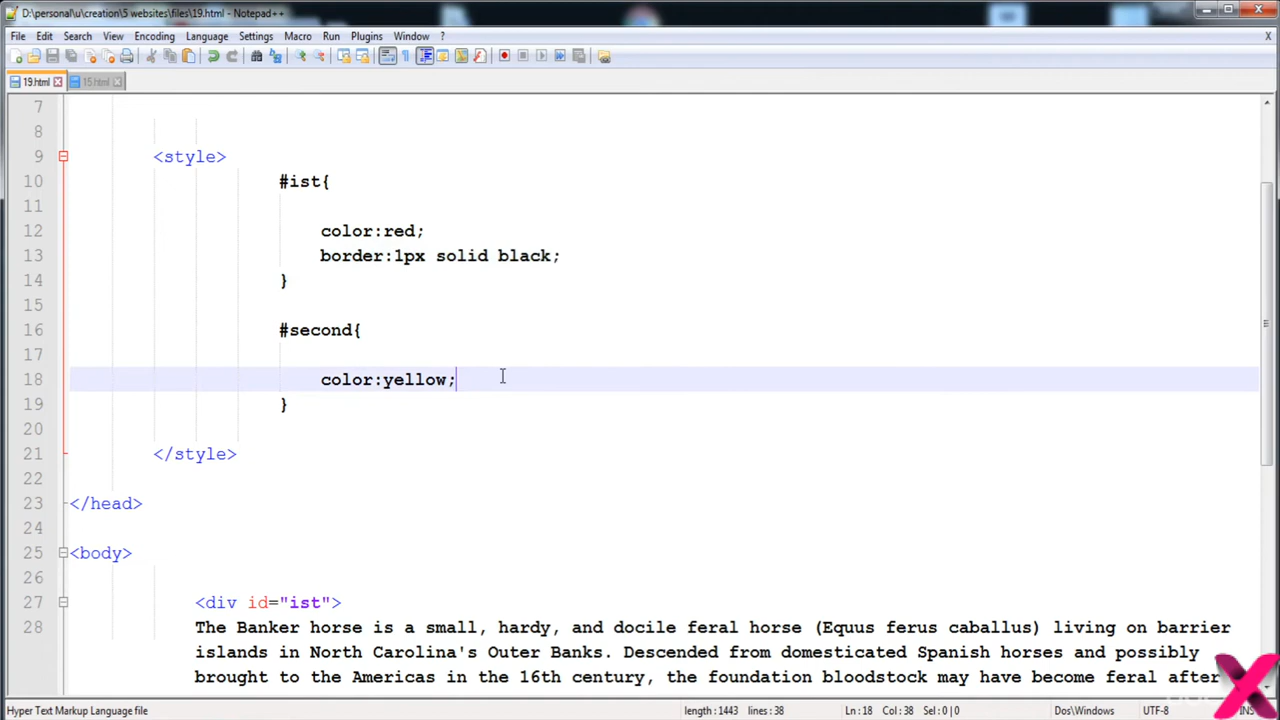 D:\personal\u\creation\5 websites\files\19.html - Notepad++
File Edit Search View Encoding Language Settings Macro Run Plugins Window ? X
19.html 15.html
7
8
9 <style>
10 #ist{
11
12 color:red;
13 border:1px solid black;
14 }
15
16 #second{
17
18 color:yellow;
19 }
20
21 </style>
22
23 </head>
24
25 <body>
26
27 <div id="ist">
28 The Banker horse is a small, hardy, and docile feral horse (Equus ferus caballus) living on barrier
islands in North Carolina's Outer Banks. Descended from domesticated Spanish horses and possibly
brought to the Americas in the 16th century, the foundation bloodstock may have become feral after
Hyper Text Markup Language file length: 1443 lines: 38 Ln: 18 Col: 38 Sel: 0 | 0 Dos\Windows UTF-8 INS